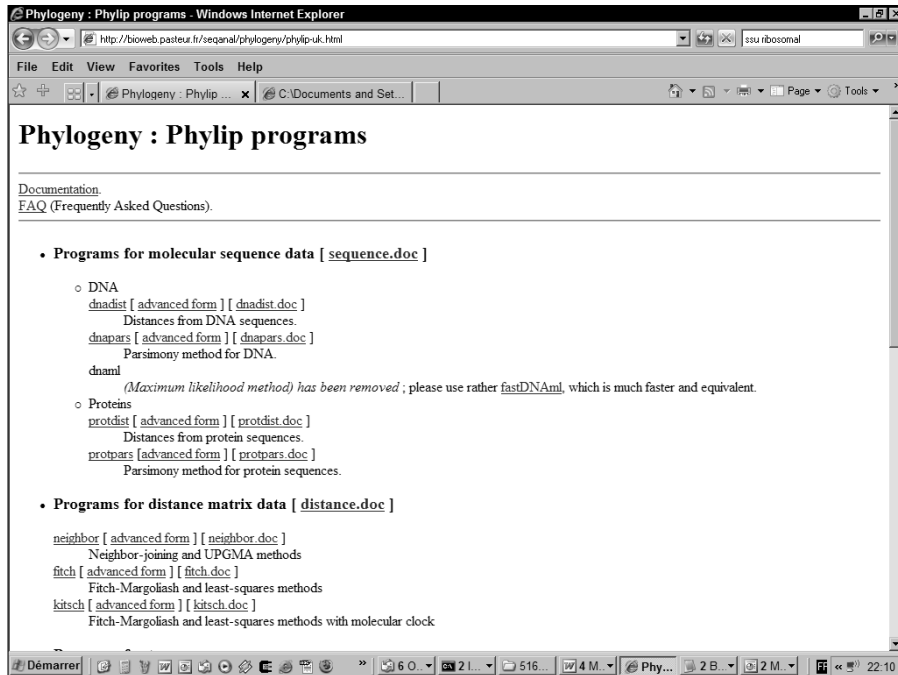 Phylogeny : Phylip programs - Windows Internet Explorer
http://bioweb.pasteur.fr/seqanal/phylogeny/phylip-uk.html
ssu ribosomal
File Edit View Favorites Tools Help
Phylogeny : Phylip ... x C:\Documents and Set... Page Tools
Phylogeny : Phylip programs
Documentation.
FAQ (Frequently Asked Questions).
• Programs for molecular sequence data [ sequence.doc ]
○ DNA
dnadist [ advanced form ] [ dnadist.doc ]
Distances from DNA sequences.
dnapars [ advanced form ] [ dnapars.doc ]
Parsimony method for DNA.
dnaml
(Maximum likelihood method) has been removed ; please use rather fastDNAml, which is much faster and equivalent.
○ Proteins
protdist [ advanced form ] [ protdist.doc ]
Distances from protein sequences.
protpars [advanced form ] [ protpars.doc ]
Parsimony method for protein sequences.
• Programs for distance matrix data [ distance.doc ]
neighbor [ advanced form ] [ neighbor.doc ]
Neighbor-joining and UPGMA methods
fitch [ advanced form ] [ fitch.doc ]
Fitch-Margoliash and least-squares methods
kitsch [ advanced form ] [ kitsch.doc ]
Fitch-Margoliash and least-squares methods with molecular clock
Démarrer » 6 O.. 2 I... 516... 4 M.. Phy... 2 B... 2 M.. « 22:10